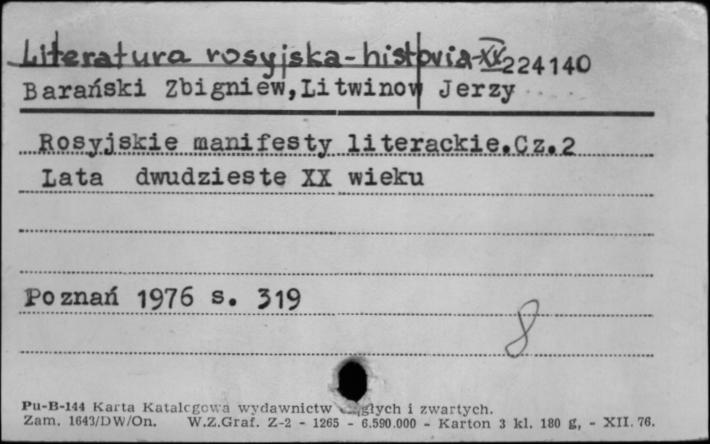 Literatura rosyjska-historia-XX 224140
Barański Zbigniew,Litwinow Jerzy
Rosyjskie manifesty literackie.Cz.2
Lata dwudzieste XX wieku
Poznań 1976 s. 319
8
Pu-B-144 Karta Katalogowa wydawnictw ciągłych i zwartych.
Zam. 1643/DW/On. W.Z.Graf. Z-2 - 1265 - 6.590.000 - Karton 3 kl. 180 g, - XII. 76.